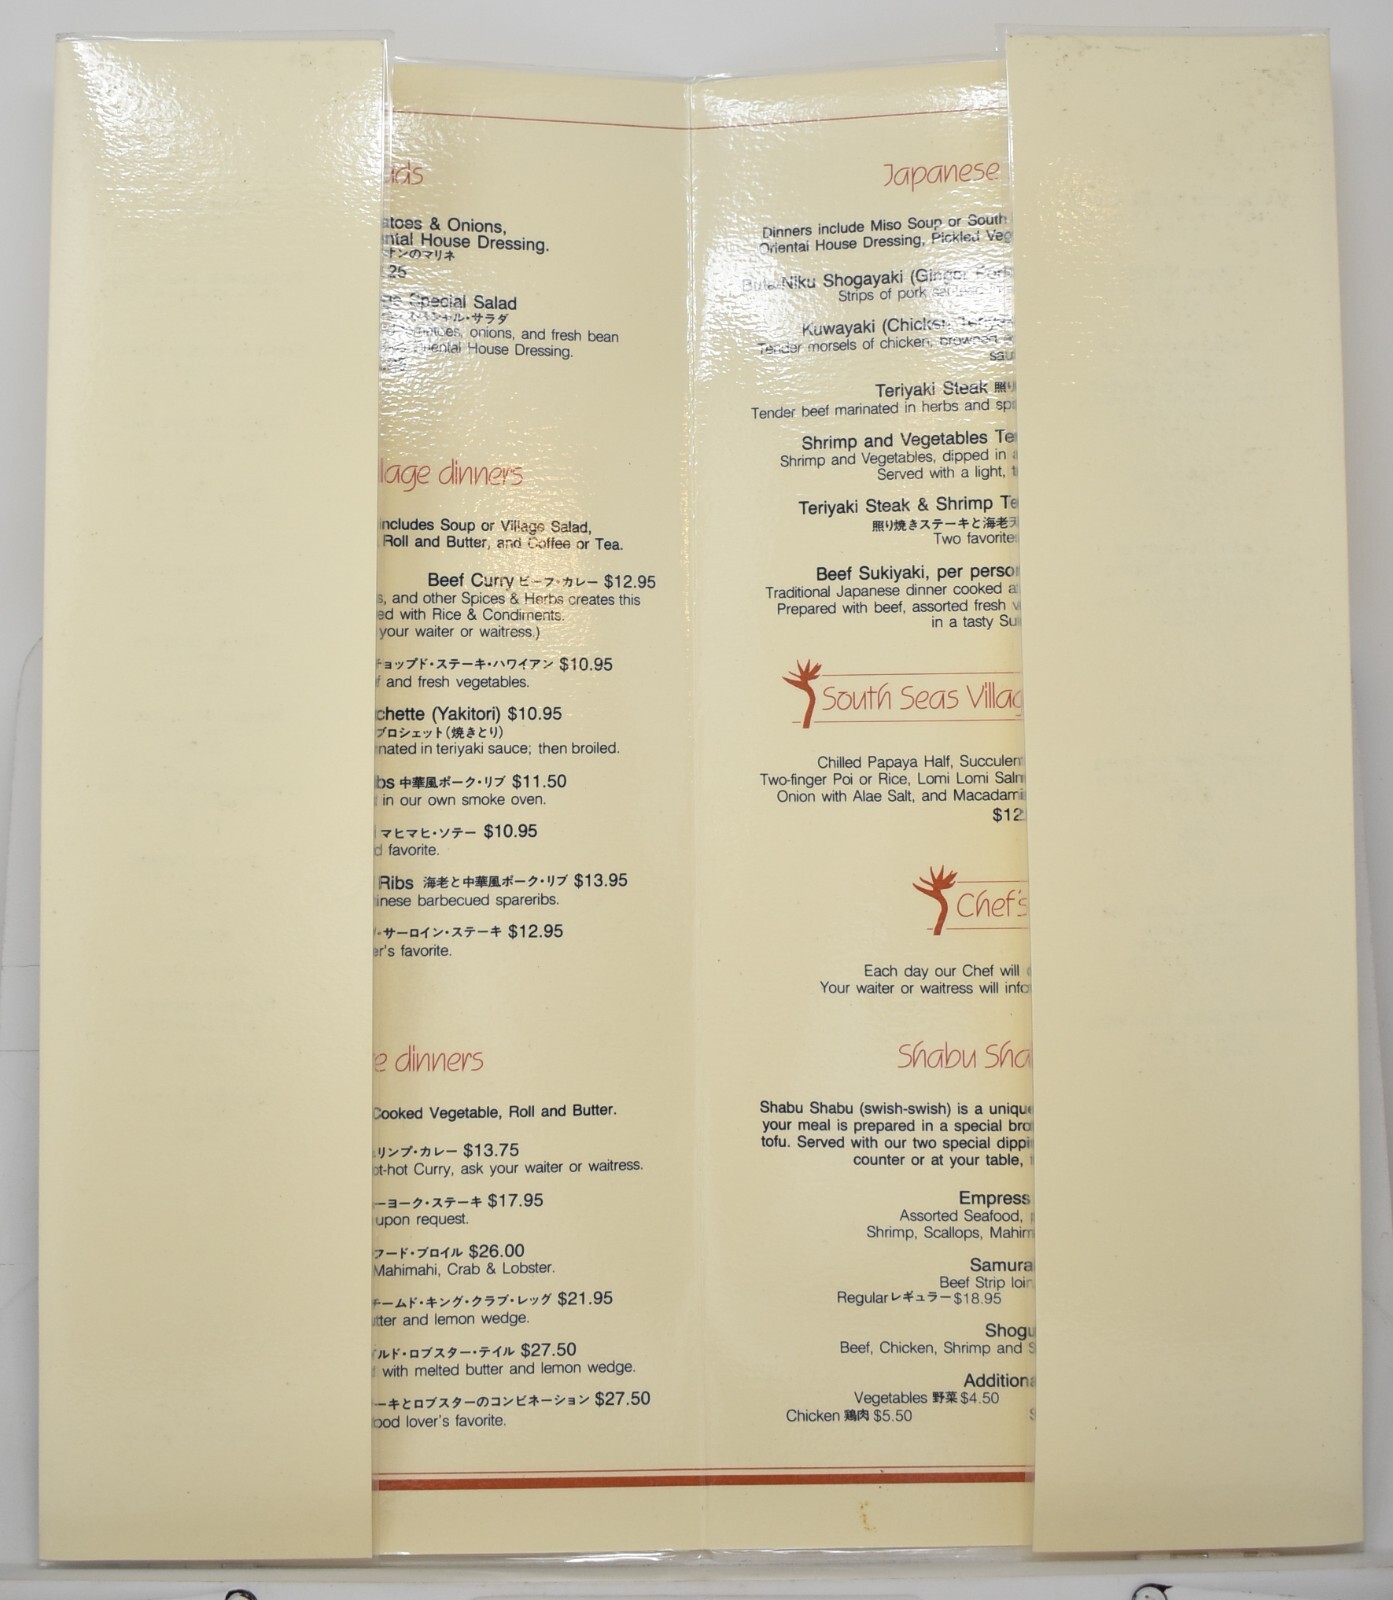 ads
atoes & Onions,
ntal House Dressing.
オンのマリネ
.25
Special Salad
シャル・サラダ
onions, and fresh bean
Oriental House Dressing.
llage dinners
includes Soup or Village Salad,
, Roll and Butter, and Coffee or Tea.
Beef Curry ビーフ・カレー $12.95
s, and other Spices & Herbs creates this
ed with Rice & Condiments.
your waiter or waitress.)
チョップド・ステーキ・ハワイアン $10.95
f and fresh vegetables.
chette (Yakitori) $10.95
ブロシェット(焼きとり)
nated in teriyaki sauce; then broiled.
bs 中華風ポーク・リブ $11.50
in our own smoke oven.
マヒマヒ・ソテー $10.95
d favorite.
Ribs 海老と中華風ポーク・リブ $13.95
inese barbecued spareribs.
・サーロイン・ステーキ $12.95
er's favorite.
e dinners
Cooked Vegetable, Roll and Butter.
リンプ・カレー $13.75
ot-hot Curry, ask your waiter or waitress.
ーヨーク・ステーキ $17.95
upon request.
フード・ブロイル $26.00
Mahimahi, Crab & Lobster.
チームド・キング・クラブ・レッグ $21.95
tter and lemon wedge.
ルド・ロブスター・テイル $27.50
with melted butter and lemon wedge.
ーキとロブスターのコンビネーション $27.50
ood lover's favorite.
Japanese
Dinners include Miso Soup or South
Oriental House Dressing, Pickled Veg
Buta Niku Shogayaki (Ginger Pork
Strips of pork
Kuwayaki (Chicken Teriyak
Tender morsels of chicken, browned
sau
Teriyaki Steak 照り
Tender beef marinated in herbs and spi
Shrimp and Vegetables Te
Shrimp and Vegetables, dipped in a
Served with a light, t
Teriyaki Steak & Shrimp Te
照り焼きステーキと海老天
Two favorite
Beef Sukiyaki, per perso
Traditional Japanese dinner cooked a
Prepared with beef, assorted fresh v
in a tasty Su
South Seas Villag
Chilled Papaya Half, Succulen
Two-finger Poi or Rice, Lomi Lomi Salm
Onion with Alae Salt, and Macadami
$12
Chef's
Each day our Chef will
Your waiter or waitress will info
Shabu Sha
Shabu Shabu (swish-swish) is a unique
your meal is prepared in a special bro
tofu. Served with our two special dippi
counter or at your table,
Empress
Assorted Seafood,
Shrimp, Scallops, Mahim
Samura
Beef Strip loin
Regular レギュラー $18.95
Shogu
Beef, Chicken, Shrimp and S
Additiona
Vegetables 野菜 $4.50
Chicken 鶏肉 $5.50 S